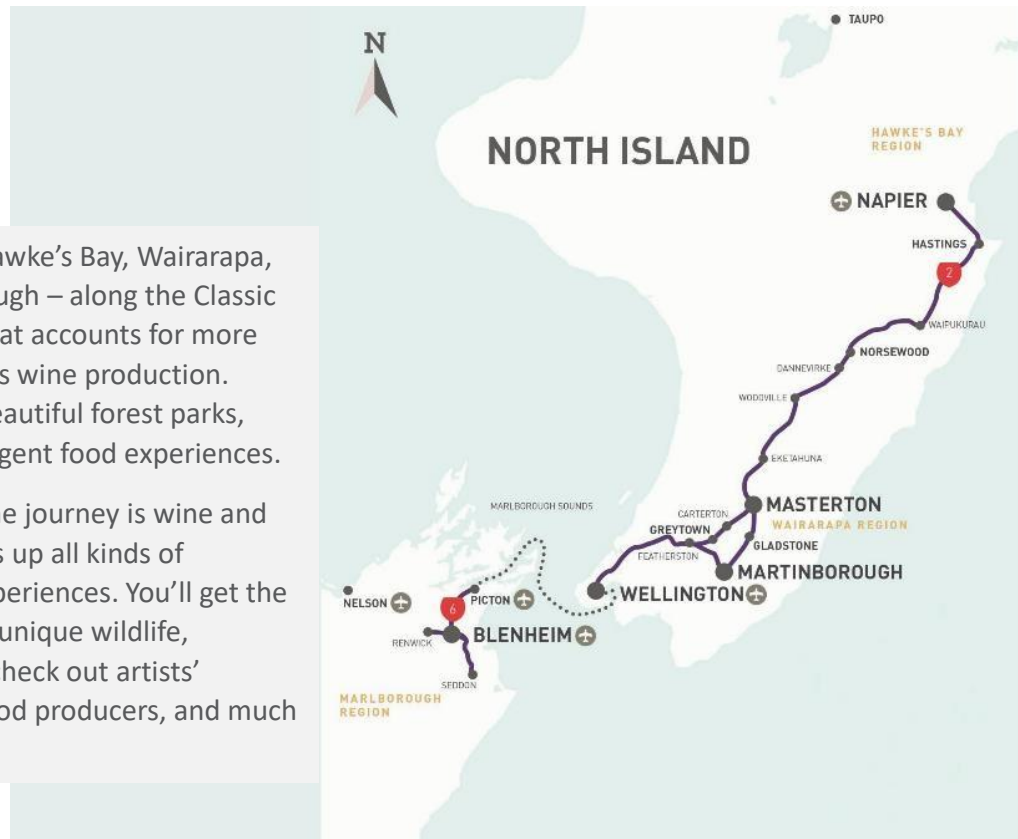 N
TAUPO
HAWKE'S BAY
REGION
NORTH ISLAND
NAPIER
HASTINGS
2
WAIPUKURAU
NORSEWOOD
DANNEVIRKE
WOODVILLE
EKETAHUNA
MASTERTON
WAIRARAPA REGION
CARTERTON
GREYTOWN
GLADSTONE
FEATHERSTON
MARTINBOROUGH
WELLINGTON
MARLBOROUGH SOUNDS
NELSON
PICTON
6
BLENHEIM
RENWICK
SEDDON
MARLBOROUGH
REGION
awke’s Bay, Wairarapa,
ugh – along the Classic
at accounts for more
s wine production.
eautiful forest parks,
gent food experiences.
ne journey is wine and
s up all kinds of
periences. You’ll get the
unique wildlife,
check out artists’
od producers, and much